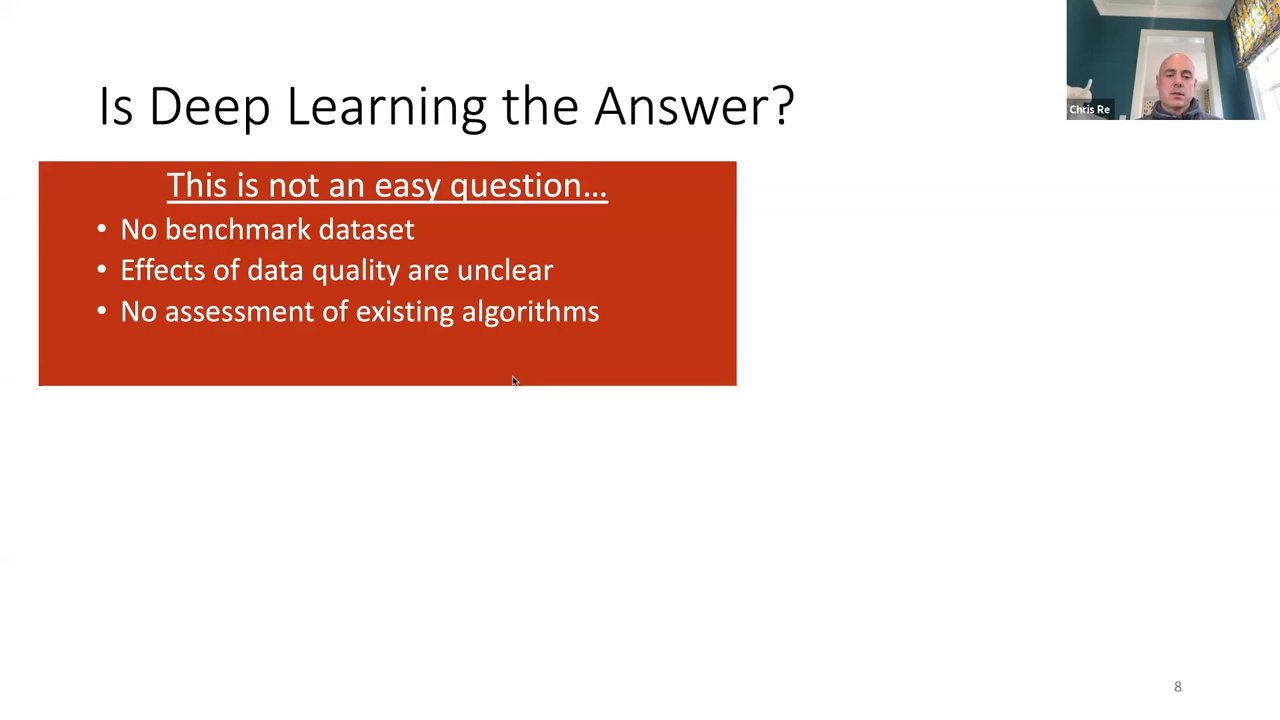 Chris Re
Is Deep Learning the Answer?
This is not an easy question...
• No benchmark dataset
• Effects of data quality are unclear
• No assessment of existing algorithms
8